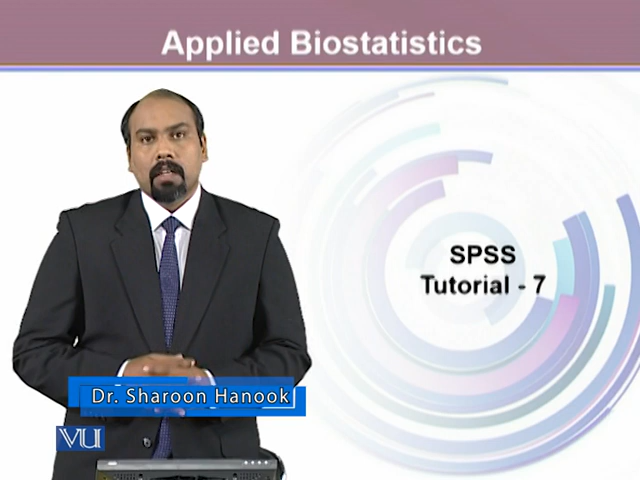 Applied Biostatistics
SPSS
Tutorial - 7
Dr. Sharoon Hanook
VU